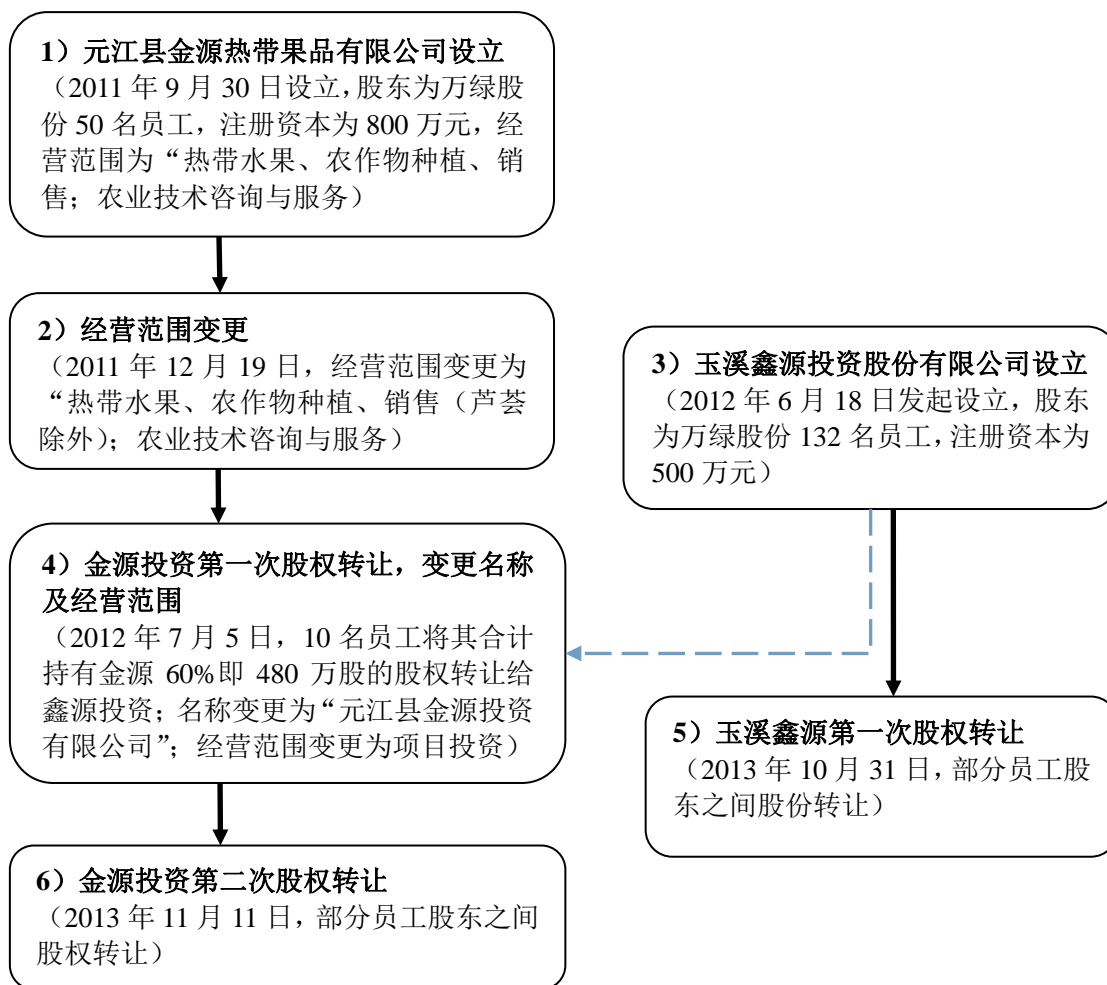 1）元江县金源热带果品有限公司设立
（2011 年 9 月 30 日设立，股东为万绿股
份 50 名员工，注册资本为 800 万元，经
营范围为“热带水果、农作物种植、销
售；农业技术咨询与服务）
2）经营范围变更
（2011 年 12 月 19 日，经营范围变更为
“热带水果、农作物种植、销售（芦荟
除外）；农业技术咨询与服务）
3）玉溪鑫源投资股份有限公司设立
（2012 年 6 月 18 日发起设立，股东
为万绿股份 132 名员工，注册资本为
500 万元）
4）金源投资第一次股权转让，变更名称
及经营范围
（2012 年 7 月 5 日，10 名员工将其合计
持有金源 60%即 480 万股的股权转让给
鑫源投资；名称变更为“元江县金源投资
有限公司”；经营范围变更为项目投资）
5）玉溪鑫源第一次股权转让
（2013 年 10 月 31 日，部分员工股
东之间股份转让）
6）金源投资第二次股权转让
（2013 年 11 月 11 日，部分员工股东之间
股权转让）